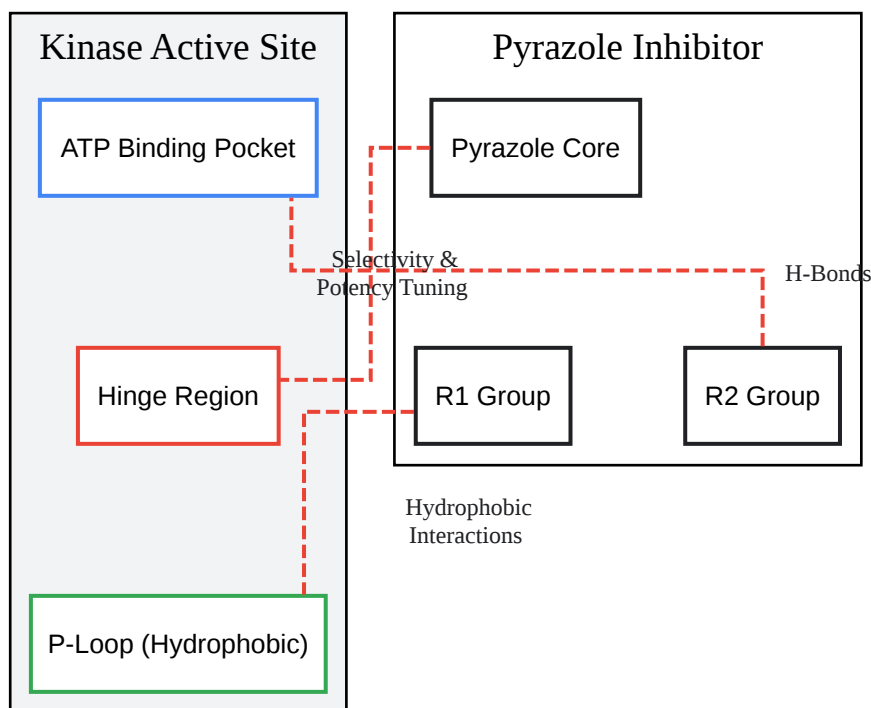 Kinase Active Site
Pyrazole Inhibitor
ATP Binding Pocket
Pyrazole Core
Selectivity &
Potency Tuning
H-Bonds
Hinge Region
R1 Group
R2 Group
Hydrophobic
Interactions
P-Loop (Hydrophobic)